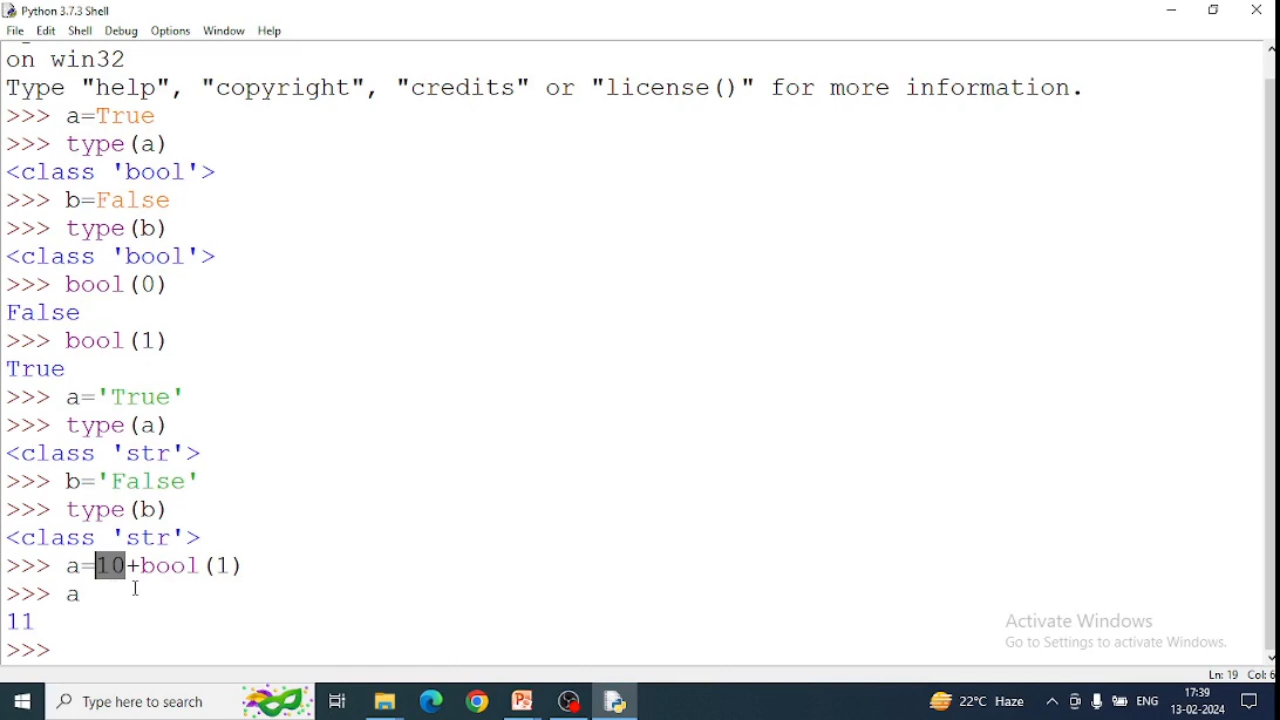 Python 3.7.3 Shell
File Edit Shell Debug Options Window Help
on win32
Type "help", "copyright", "credits" or "license()" for more information.
>>> a=True
>>> type(a)
<class 'bool'>
>>> b=False
>>> type(b)
<class 'bool'>
>>> bool(0)
False
>>> bool(1)
True
>>> a='True'
>>> type(a)
<class 'str'>
>>> b='False'
>>> type(b)
<class 'str'>
>>> a=10+bool(1)
>>> a
11
>>>
Activate Windows
Go to Settings to activate Windows.
Ln: 19 Col: 6
Type here to search
22°C Haze
ENG
17:39
13-02-2024